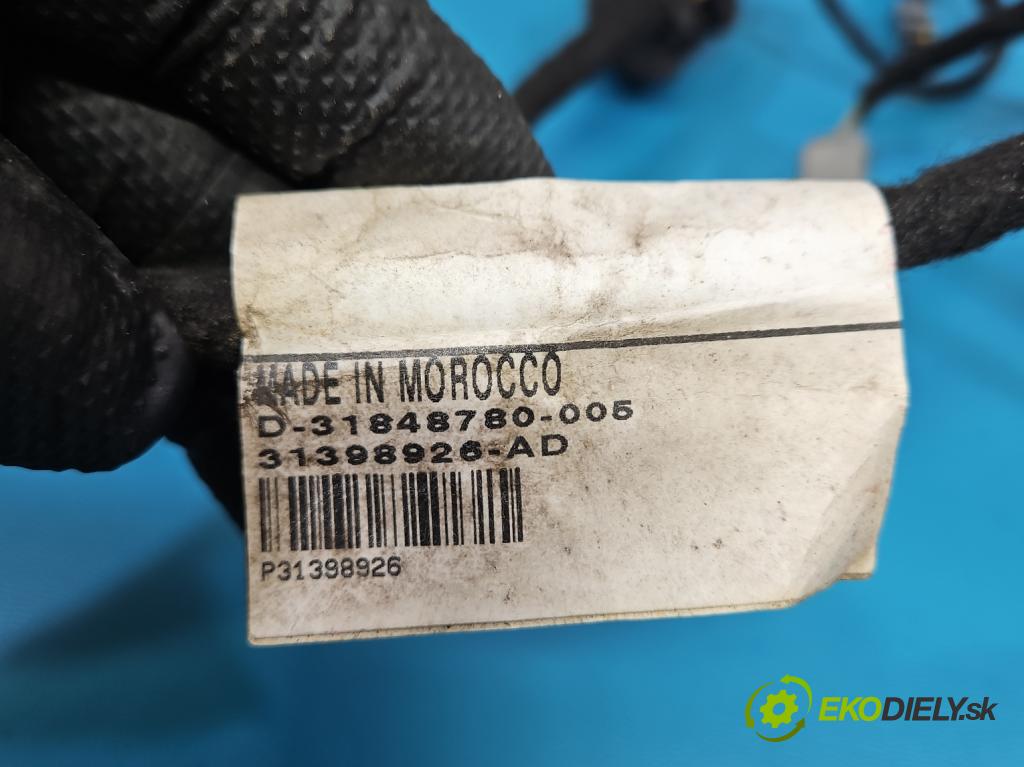 MADE IN MOROCCO
D-31848780-005
31398926-AD
P31398926
EKODIELY.sk